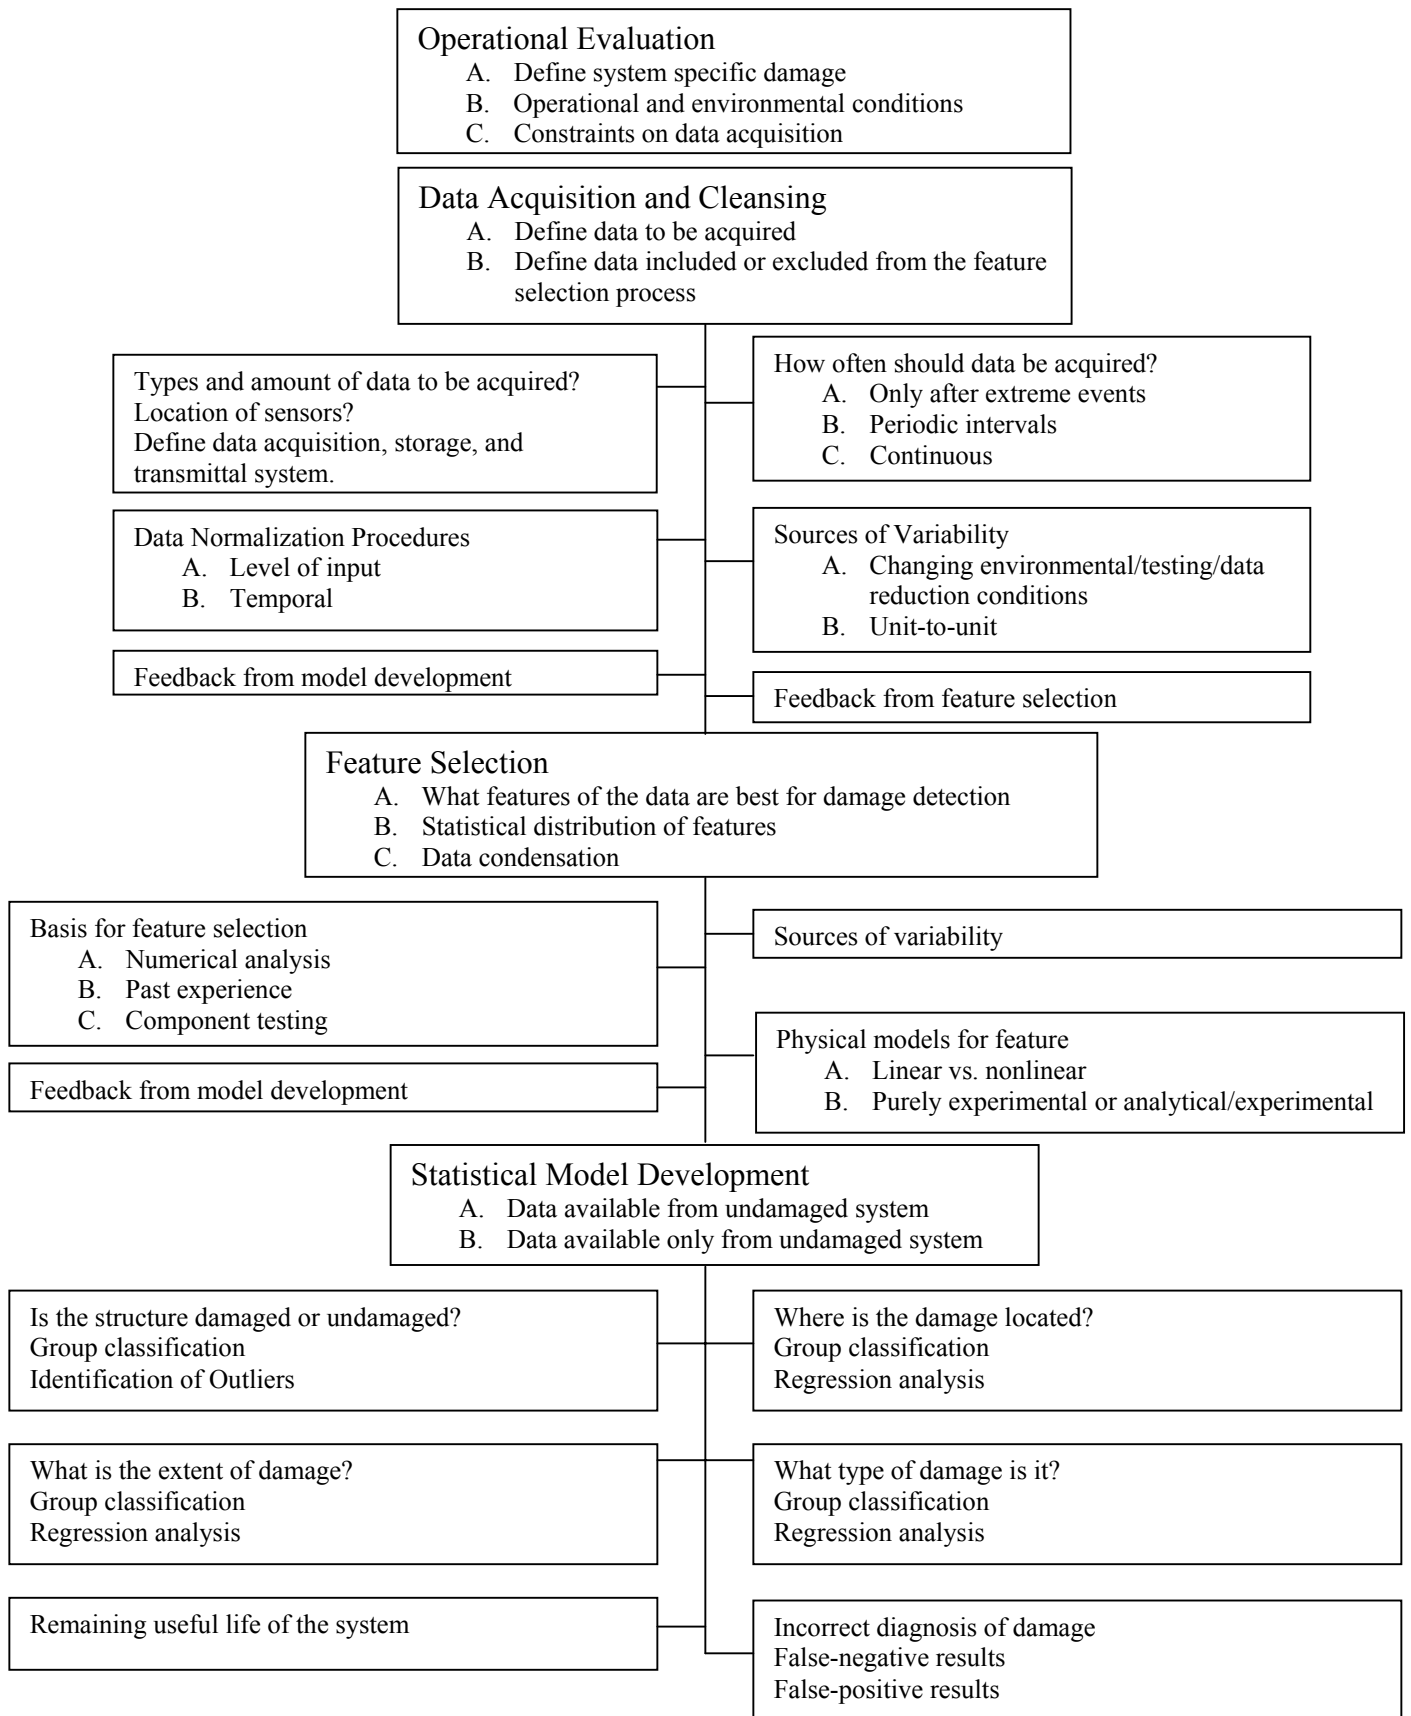 Operational Evaluation
A. Define system specific damage
B. Operational and environmental conditions
C. Constraints on data acquisition
Data Acquisition and Cleansing
A. Define data to be acquired
B. Define data included or excluded from the feature
selection process
Types and amount of data to be acquired?
Location of sensors?
Define data acquisition, storage, and
transmittal system.
How often should data be acquired?
A. Only after extreme events
B. Periodic intervals
C. Continuous
Data Normalization Procedures
A. Level of input
B. Temporal
Sources of Variability
A. Changing environmental/testing/data
reduction conditions
B. Unit-to-unit
Feedback from model development
Feedback from feature selection
Feature Selection
A. What features of the data are best for damage detection
B. Statistical distribution of features
C. Data condensation
Basis for feature selection
A. Numerical analysis
B. Past experience
C. Component testing
Sources of variability
Feedback from model development
Physical models for feature
A. Linear vs. nonlinear
B. Purely experimental or analytical/experimental
Statistical Model Development
A. Data available from undamaged system
B. Data available only from undamaged system
Is the structure damaged or undamaged?
Group classification
Identification of Outliers
Where is the damage located?
Group classification
Regression analysis
What is the extent of damage?
Group classification
Regression analysis
What type of damage is it?
Group classification
Regression analysis
Remaining useful life of the system
Incorrect diagnosis of damage
False-negative results
False-positive results